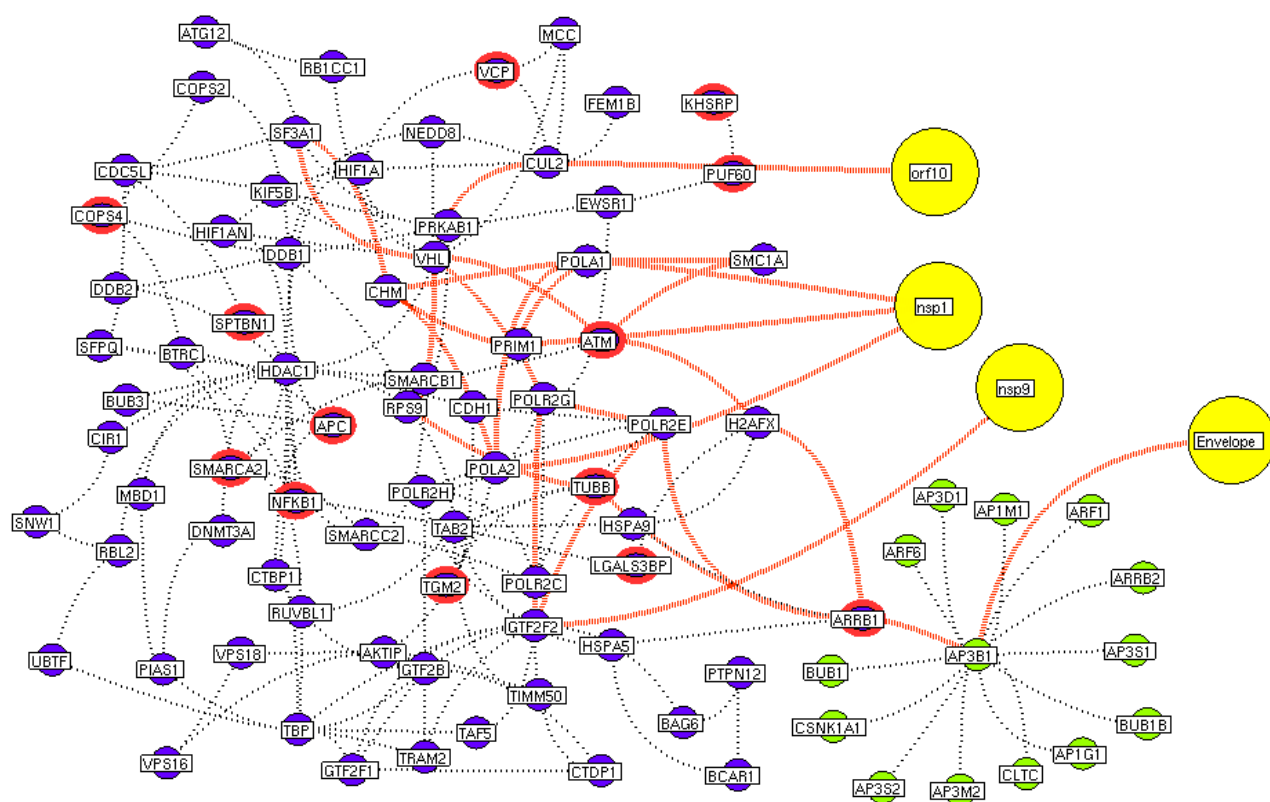 ATG12
MCC
RB1CC1
VCP
COPS2
FEM1B
KHSRP
SF3A1
NEDD8
CUL2
HIF1A
CDC5L
PUF60
orf10
KIF5B
EWSR1
COPS4
HIF1AN
PRKAB1
DDB1
VHL
POLA1
SMC1A
DDB2
CHM
nsp1
SPTBN1
SFPQ
BTRC
PRIM1
ATM
HDAC1
SMARCB1
nsp9
BUB3
RPS9
CDH1
POLR2G
CIR1
APC
POLR2E
H2AFX
Envelope
SMARCA2
POLA2
MBD1
NFKB1
POLR2H
TUBB
AP3D1
AP1M1
ARF1
SNW1
DNMT3A
SMARCC2
TAB2
HSPA9
RBL2
ARF6
CTBP1
LGALS3BP
TGM2
POLR2C
ARRB2
RUVBL1
GTF2F2
ARRB1
UBTF
VPS18
AKTIP
HSPA5
AP3B1
AP3S1
PIAS1
GTF2B
PTPN12
BUB1
TIMM50
TBP
TAF5
BAG6
CSNK1A1
BUB1B
VPS16
GTF2F1
TRAM2
CTDP1
BCAR1
AP1G1
CLTC
AP3S2
AP3M2